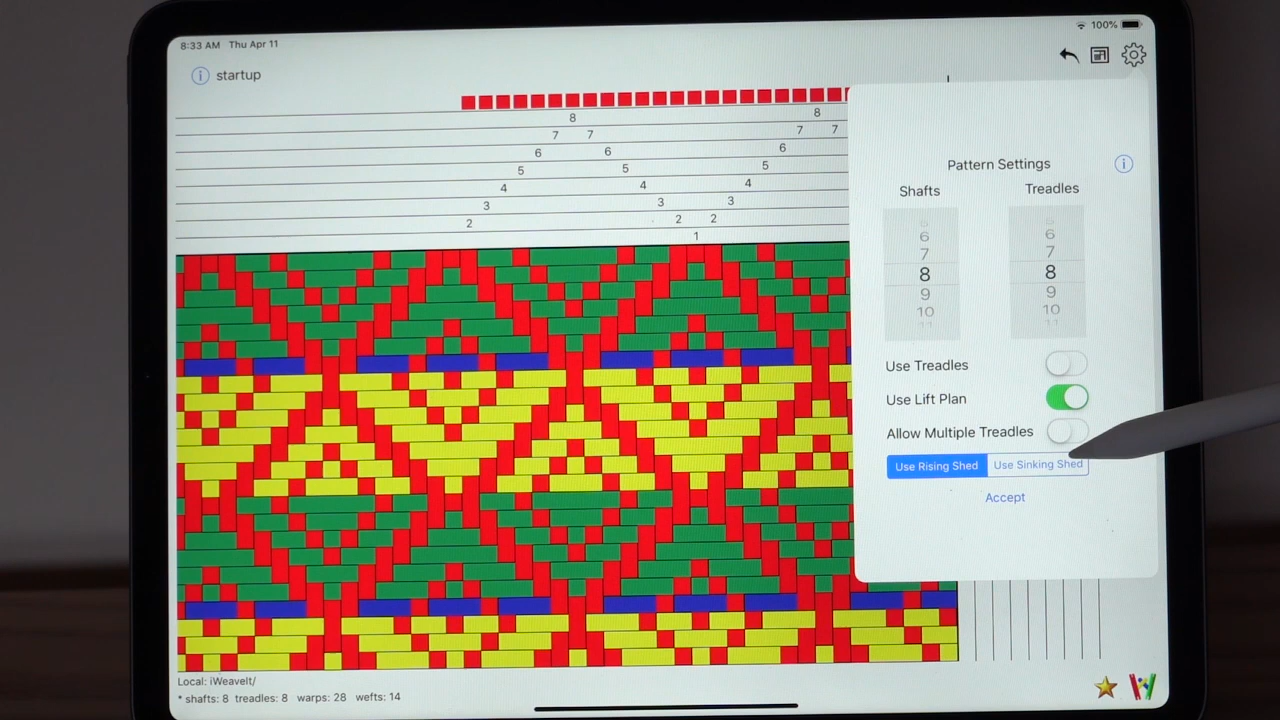 8:33 AM Thu Apr 11
100%
startup
8 8
7 7 7 7
6 6 6
5 5 5
4 4 4
3 3 3
2 2 2
1
Pattern Settings
Shafts Treadles
6 6
7 7
8 8
9 9
10 10
11 11
Use Treadles
Use Lift Plan
Allow Multiple Treadles
Use Rising Shed Use Sinking Shed
Accept
Local: iWeaveIt/
* shafts: 8 treadles: 8 warps: 28 wefts: 14